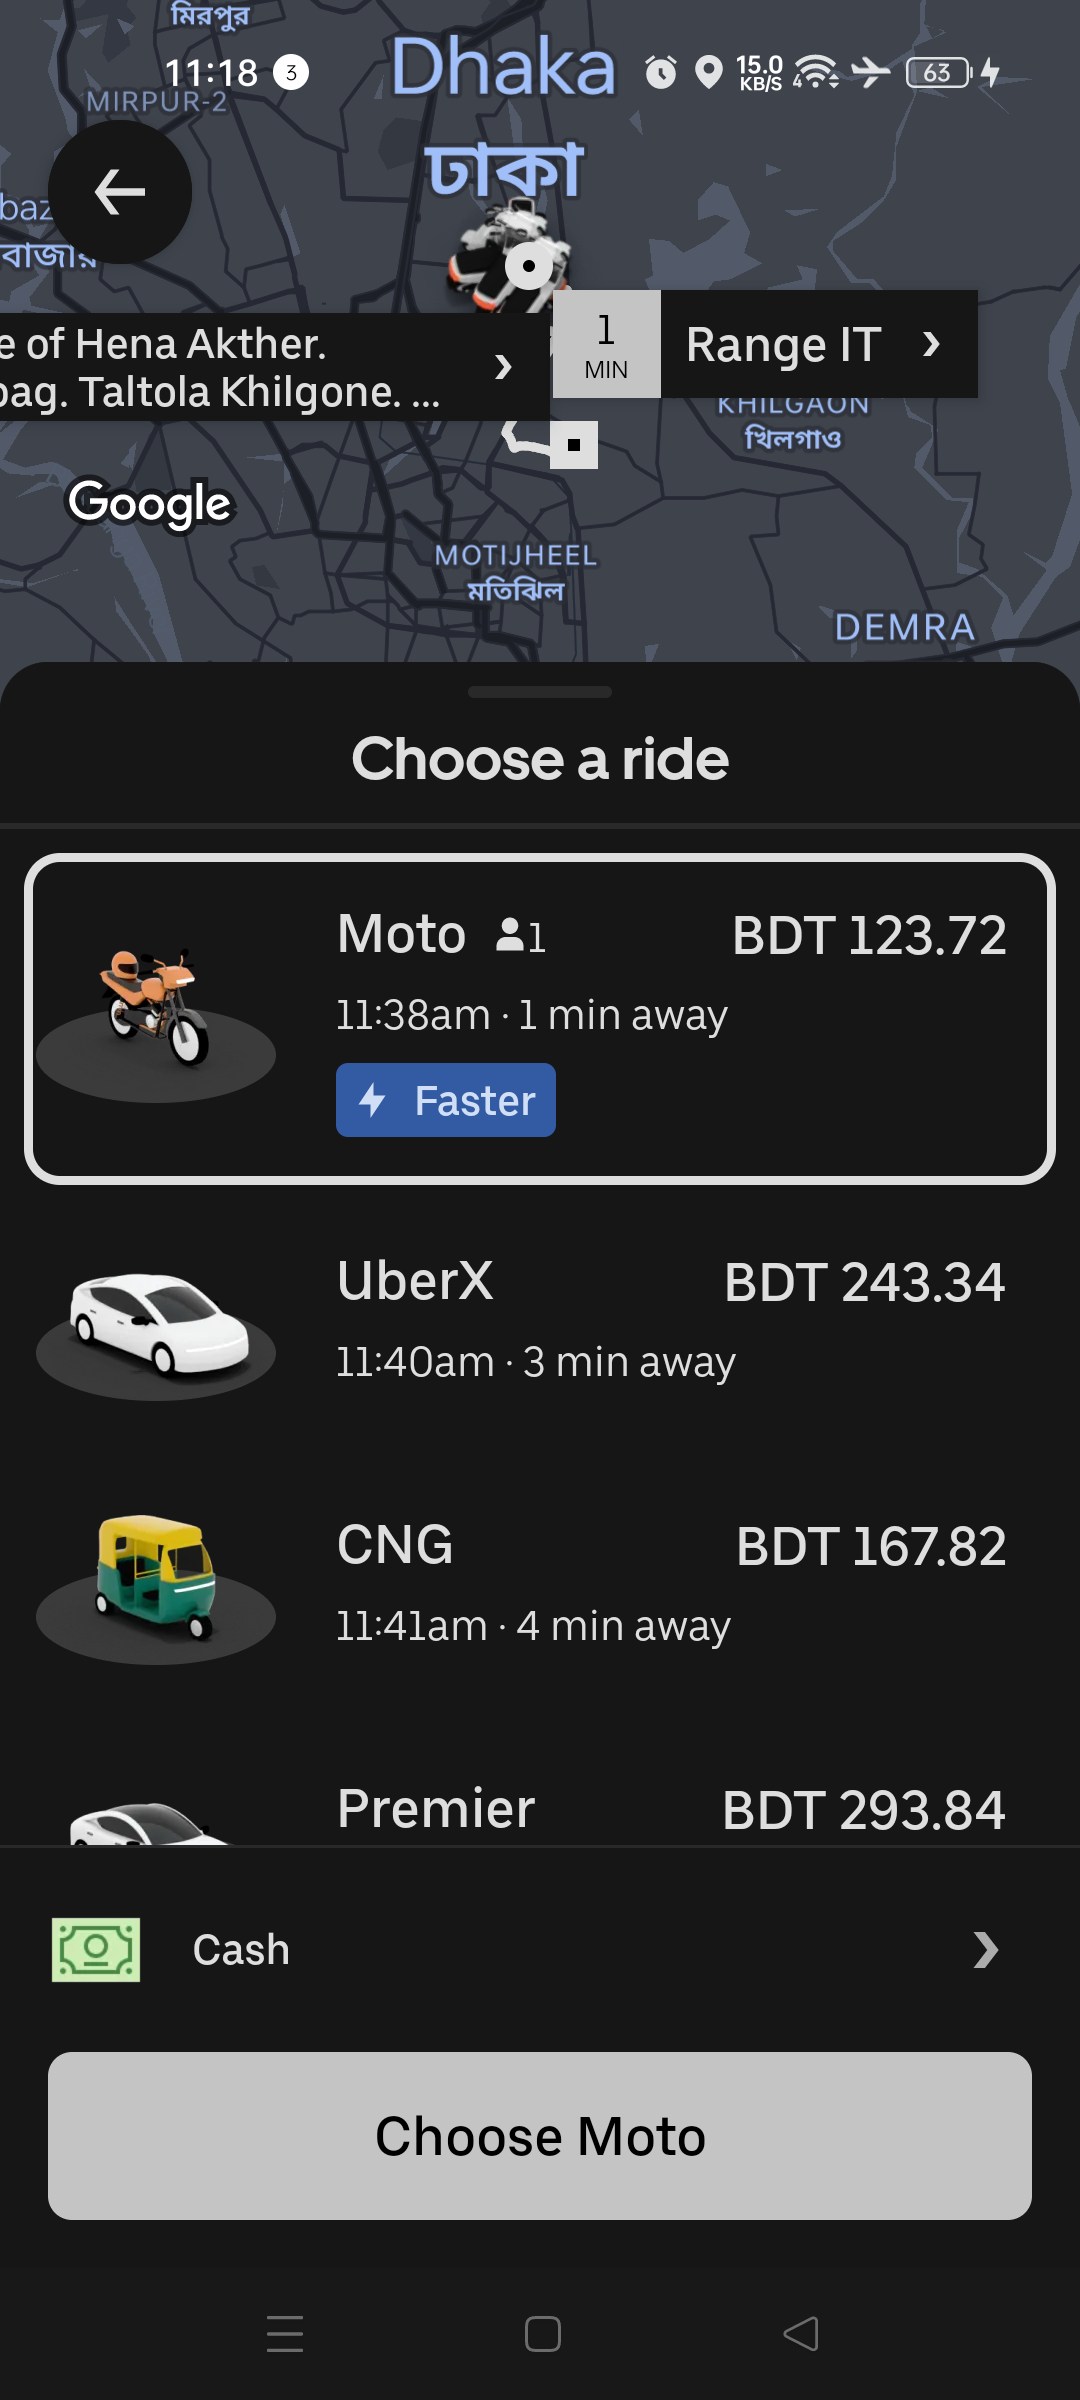 মিরপুর
11:18 3
Dhaka
15.0
KB/S
4
63
MIRPUR-2
ঢাকা
baz
বাজার
1
MIN
Range IT
e of Hena Akther.
bag. Taltola Khilgone. ...
KHILGAON
খিলগাও
Google
MOTIJHEEL
মতিঝিল
DEMRA
Choose a ride
Moto 1 BDT 123.72
11:38am · 1 min away
Faster
UberX BDT 243.34
11:40am · 3 min away
CNG BDT 167.82
11:41am · 4 min away
Premier BDT 293.84
Cash
Choose Moto